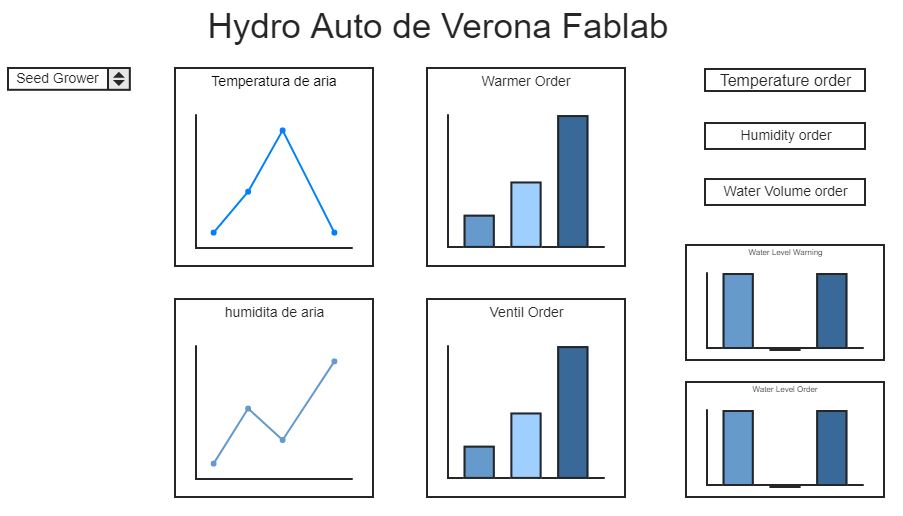 Hydro Auto de Verona Fablab
Seed Grower
Temperatura de aria
Warmer Order
Temperature order
Humidity order
Water Volume order
Water Level Warning
humidita de aria
Ventil Order
Water Level Order